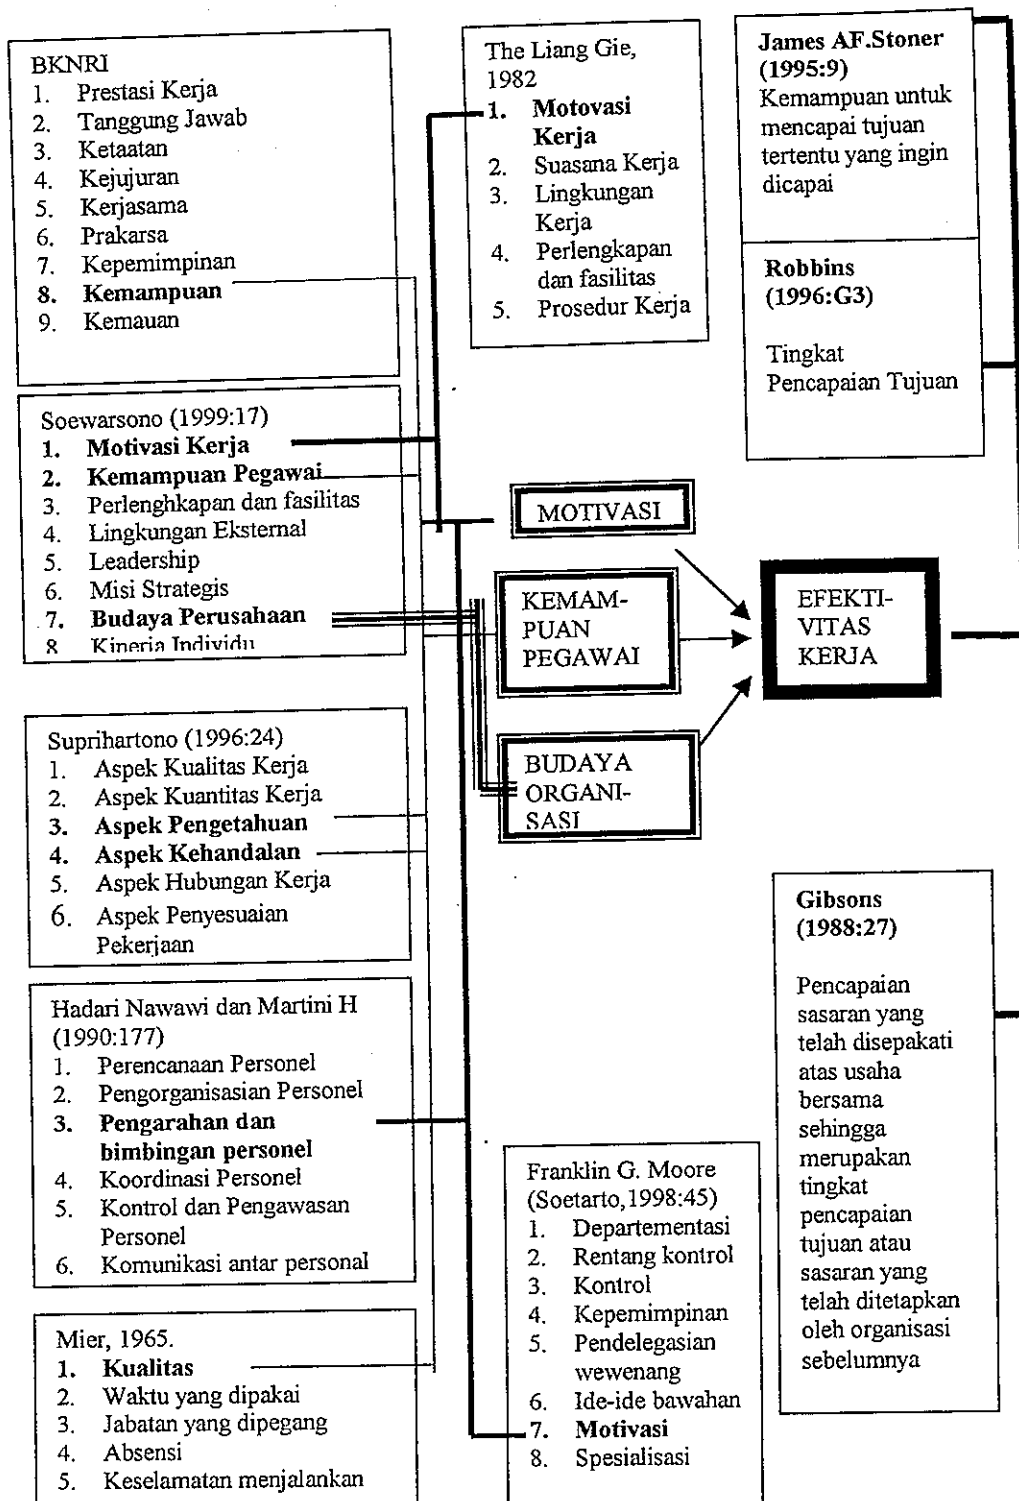 BKNRI
1. Prestasi Kerja
2. Tanggung Jawab
3. Ketaatan
4. Kejujuran
5. Kerjasama
6. Prakarsa
7. Kepemimpinan
8. Kemampuan
9. Kemauan
Soewarsono (1999:17)
1. Motivasi Kerja
2. Kemampuan Pegawai
3. Perlenghkapan dan fasilitas
4. Lingkungan Eksternal
5. Leadership
6. Misi Strategis
7. Budaya Perusahaan
8 Kinerja Individu
Suprihartono (1996:24)
1. Aspek Kualitas Kerja
2. Aspek Kuantitas Kerja
3. Aspek Pengetahuan
4. Aspek Kehandalan
5. Aspek Hubungan Kerja
6. Aspek Penyesuaian
Pekerjaan
Hadari Nawawi dan Martini H
(1990:177)
1. Perencanaan Personel
2. Pengorganisasian Personel
3. Pengarahan dan
bimbingan personel
4. Koordinasi Personel
5. Kontrol dan Pengawasan
Personel
6. Komunikasi antar personal
Mier, 1965.
1. Kualitas
2. Waktu yang dipakai
3. Jabatan yang dipegang
4. Absensi
5. Keselamatan menjalankan
The Liang Gie,
1982
1. Motovasi
Kerja
2. Suasana Kerja
3. Lingkungan
Kerja
4. Perlengkapan
dan fasilitas
5. Prosedur Kerja
MOTIVASI
KEMAM-
PUAN
PEGAWAI
BUDAYA
ORGANI-
SASI
Franklin G. Moore
(Soetarto,1998:45)
1. Departementasi
2. Rentang kontrol
3. Kontrol
4. Kepemimpinan
5. Pendelegasian
wewenang
6. Ide-ide bawahan
7. Motivasi
8. Spesialisasi
James AF.Stoner
(1995:9)
Kemampuan untuk
mencapai tujuan
tertentu yang ingin
dicapai
Robbins
(1996:G3)
Tingkat
Pencapaian Tujuan
EFEKTI-
VITAS
KERJA
Gibsons
(1988:27)
Pencapaian
sasaran yang
telah disepakati
atas usaha
bersama
sehingga
merupakan
tingkat
pencapaian
tujuan atau
sasaran yang
telah ditetapkan
oleh organisasi
sebelumnya